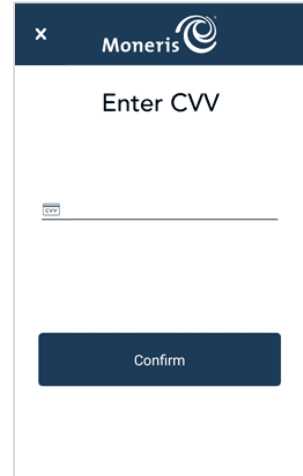 ×
Moneris
Enter CVV
CVV
Confirm